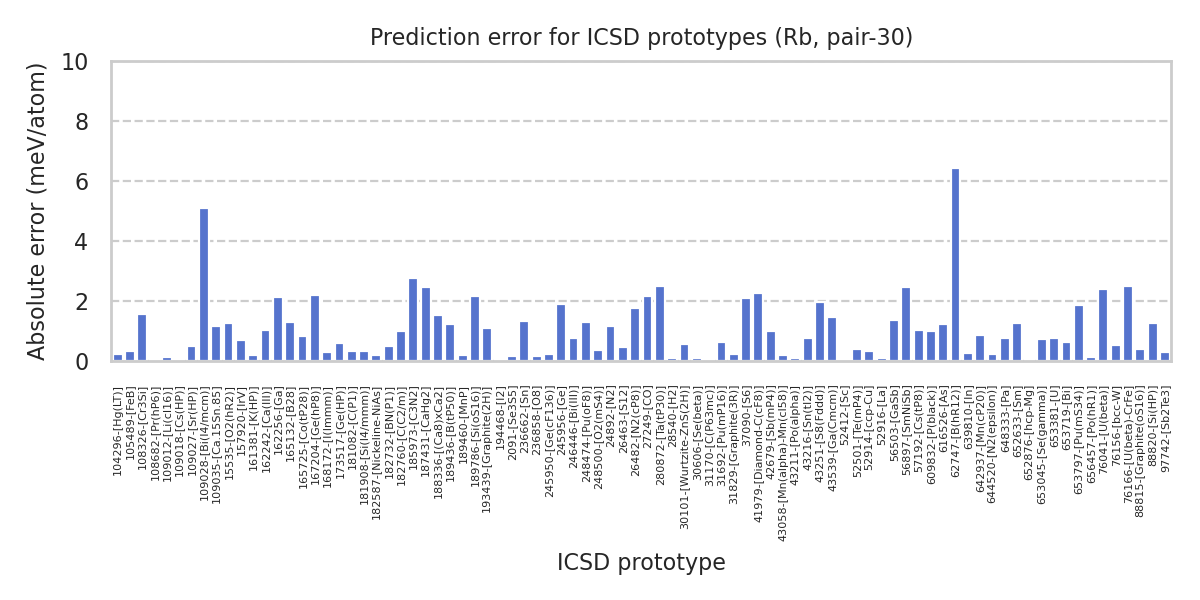 Prediction error for ICSD prototypes (Rb, pair-30)
Absolute error (meV/atom)
10
8
6
4
2
0
104296-[Hg(LT)]
105489-[FeB]
108326-[Cr3Si]
108682-[Pr(hP6)]
109012-[Li(cI16)]
109018-[Cs(HP)]
109027-[Sr(HP)]
109028-[Bi(I4/mcm)]
109035-[Ca.15Sn.85]
15535-[O2(hR2)]
157920-[IrV]
161381-[K(HP)]
162242-[Ca(III)]
162256-[Ga]
165132-[B28]
165725-[Co(tP28)]
167204-[Ge(hP8)]
168172-[I(Immm)]
173517-[Ge(HP)]
181082-[C(P1)]
181908-[Si(I4/mmm)]
182587-[Nickeline-NiAs]
182732-[BN(P1)]
182760-[C(C2/m)]
185973-[C3N2]
187431-[CaHg2]
188336-[(Ca8)xCa2]
189436-[B(tP50)]
189460-[MnP]
189786-[Si(oS16)]
193439-[Graphite(2H)]
194468-[I2]
2091-[Se3S5]
236662-[Sn]
236858-[O8]
245950-[Ge(cF136)]
245956-[Ge]
246446-[Bi(III)]
248474-[Pu(oF8)]
248500-[O2(mS4)]
24892-[N2]
26463-[S12]
26482-[N2(cP8)]
27249-[CO]
280872-[Ta(tP30)]
28540-[H2]
30101-[Wurtzite-ZnS(2H)]
30606-[Se(beta)]
31170-[C(P63mc)]
31692-[Pu(mP16)]
31829-[Graphite(3R)]
37090-[S6]
41979-[Diamond-C(cF8)]
42679-[Sb(mP4)]
43058-[Mn(alpha)-Mn(cI58)]
43211-[Po(alpha)]
43216-[Sn(tI2)]
43251-[S8(Fddd)]
43539-[Ga(Cmcm)]
52412-[Sc]
52501-[Te(mP4)]
52914-[fcc-Cu]
52916-[La]
56503-[GaSb]
56897-[SmNiSb]
57192-[Cs(tP8)]
609832-[P(black)]
616526-[As]
62747-[B(hR12)]
639810-[In]
642937-[Mn(cP20)]
644520-[N2(epsilon)]
648333-[Pa]
652633-[Sm]
652876-[hcp-Mg]
653045-[Se(gamma)]
653381-[U]
653719-[Bi]
653797-[Pu(mS34)]
656457-[Po(hR1)]
76041-[U(beta)]
76156-[bcc-W]
76166-[U(beta)-CrFe]
88815-[Graphite(oS16)]
88820-[Si(HP)]
97742-[Sb2Te3]
ICSD prototype